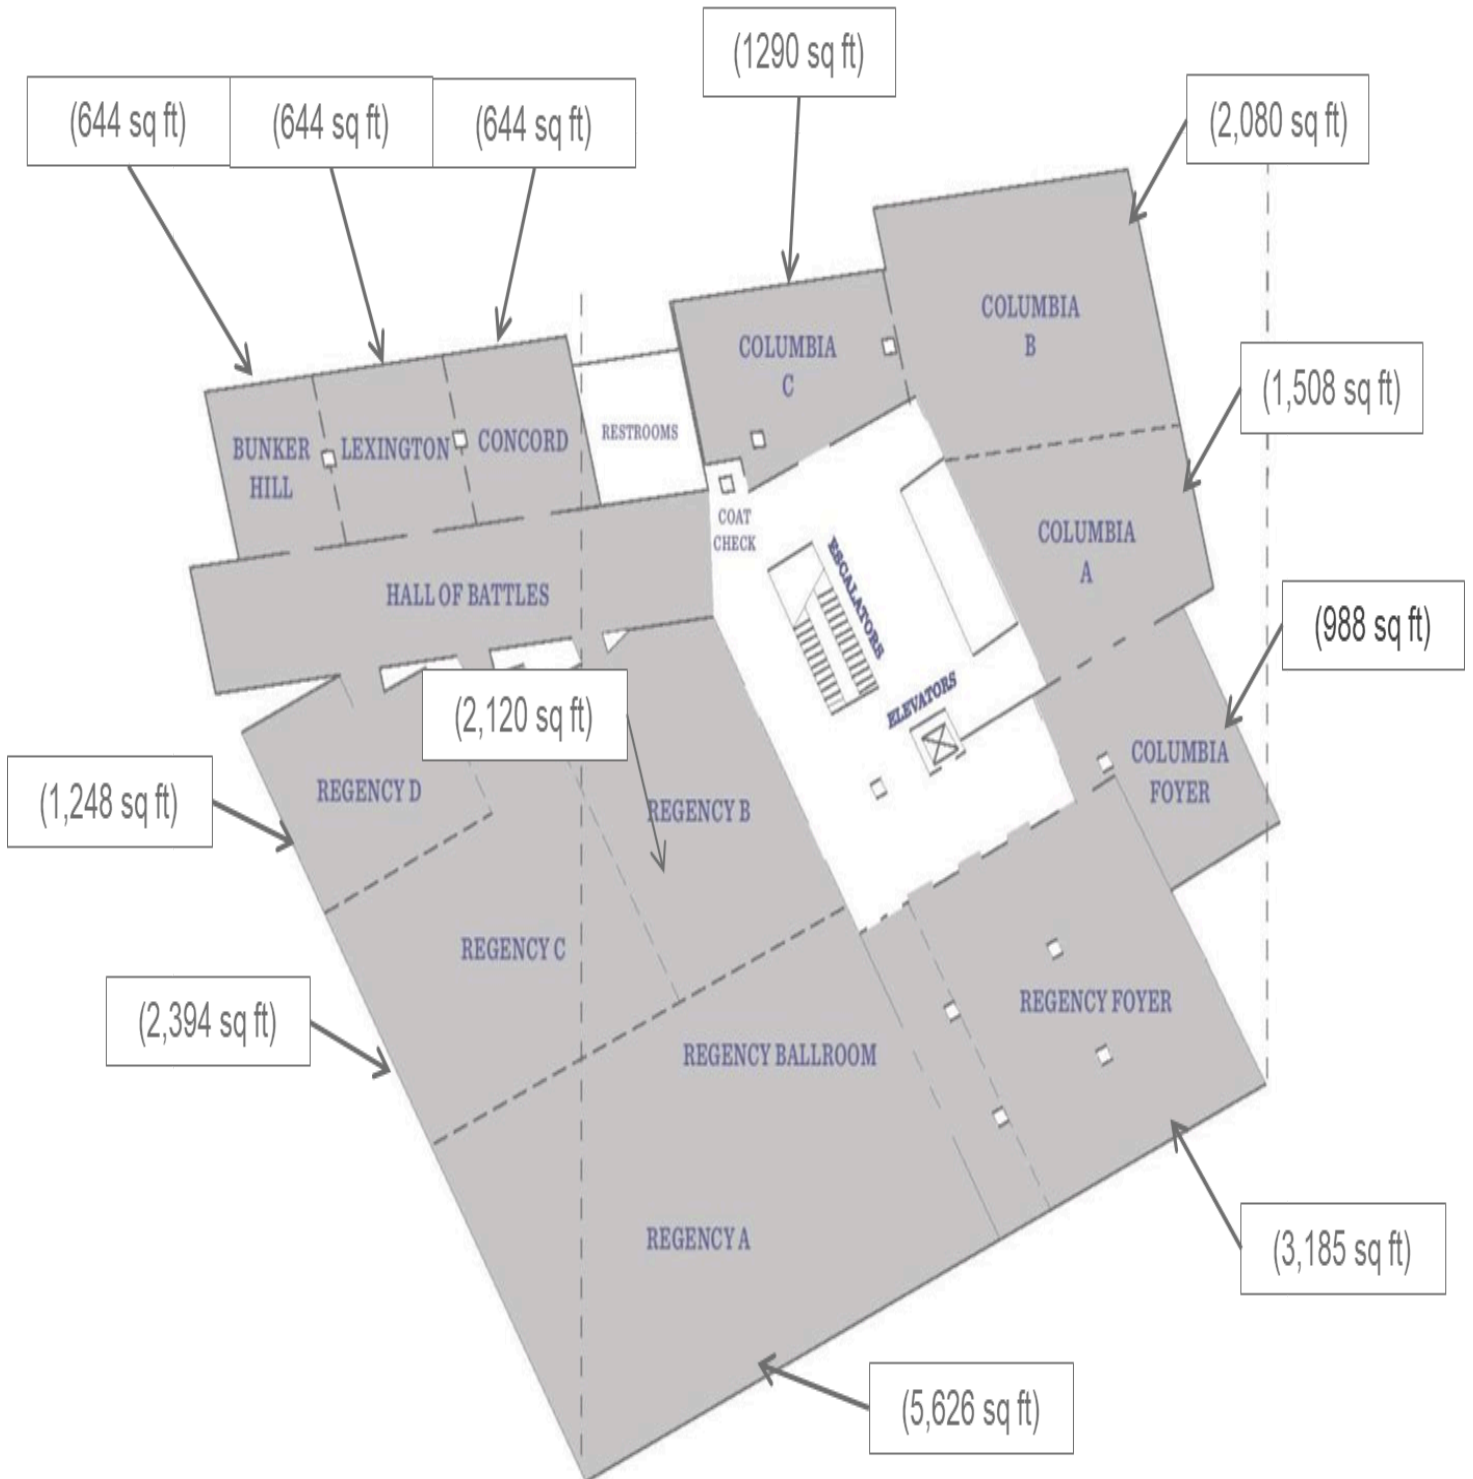 (1290 sq ft)
(644 sq ft)
(644 sq ft)
(644 sq ft)
(2,080 sq ft)
COLUMBIA
B
COLUMBIA
C
(1,508 sq ft)
BUNKER
HILL
LEXINGTON
CONCORD
RESTROOMS
COAT
CHECK
COLUMBIA
A
ESCALATORS
HALL OF BATTLES
(988 sq ft)
ELEVATORS
(2,120 sq ft)
COLUMBIA
FOYER
(1,248 sq ft)
REGENCY D
REGENCY B
REGENCY C
REGENCY FOYER
(2,394 sq ft)
REGENCY BALLROOM
REGENCY A
(3,185 sq ft)
(5,626 sq ft)